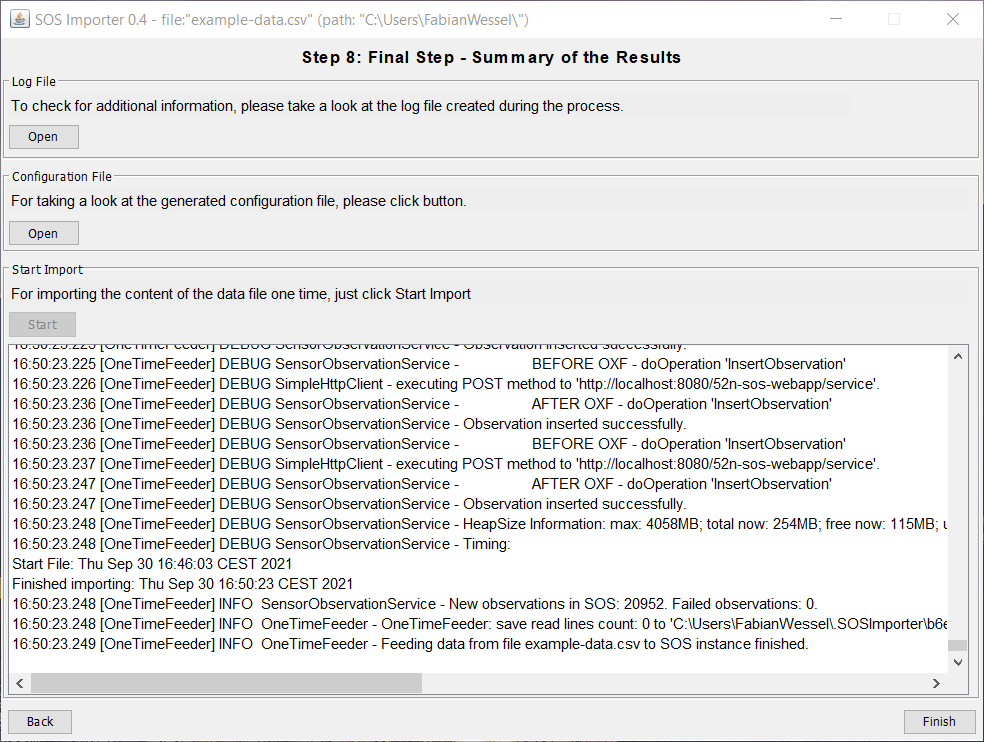 SOS Importer 0.4 - file:"example-data.csv" (path: "C:\Users\FabianWessel\")
Step 8: Final Step - Summary of the Results
Log File
To check for additional information, please take a look at the log file created during the process.
Open
Configuration File
For taking a look at the generated configuration file, please click button.
Open
Start Import
For importing the content of the data file one time, just click Start Import
Start
16:50:23.225 [OneTimeFeeder] DEBUG SensorObservationService - Observation inserted successfully.
16:50:23.225 [OneTimeFeeder] DEBUG SensorObservationService - BEFORE OXF - doOperation 'InsertObservation'
16:50:23.226 [OneTimeFeeder] DEBUG SimpleHttpClient - executing POST method to 'http://localhost:8080/52n-sos-webapp/service'.
16:50:23.236 [OneTimeFeeder] DEBUG SensorObservationService - AFTER OXF - doOperation 'InsertObservation'
16:50:23.236 [OneTimeFeeder] DEBUG SensorObservationService - Observation inserted successfully.
16:50:23.236 [OneTimeFeeder] DEBUG SensorObservationService - BEFORE OXF - doOperation 'InsertObservation'
16:50:23.237 [OneTimeFeeder] DEBUG SimpleHttpClient - executing POST method to 'http://localhost:8080/52n-sos-webapp/service'.
16:50:23.247 [OneTimeFeeder] DEBUG SensorObservationService - AFTER OXF - doOperation 'InsertObservation'
16:50:23.247 [OneTimeFeeder] DEBUG SensorObservationService - Observation inserted successfully.
16:50:23.248 [OneTimeFeeder] DEBUG SensorObservationService - HeapSize Information: max: 4058MB; total now: 254MB; free now: 115MB; u
16:50:23.248 [OneTimeFeeder] DEBUG SensorObservationService - Timing:
Start File: Thu Sep 30 16:46:03 CEST 2021
Finished importing: Thu Sep 30 16:50:23 CEST 2021
16:50:23.248 [OneTimeFeeder] INFO SensorObservationService - New observations in SOS: 20952. Failed observations: 0.
16:50:23.248 [OneTimeFeeder] INFO OneTimeFeeder - OneTimeFeeder: save read lines count: 0 to 'C:\Users\FabianWessel\.SOSImporter\b6e
16:50:23.249 [OneTimeFeeder] INFO OneTimeFeeder - Feeding data from file example-data.csv to SOS instance finished.
Back
Finish